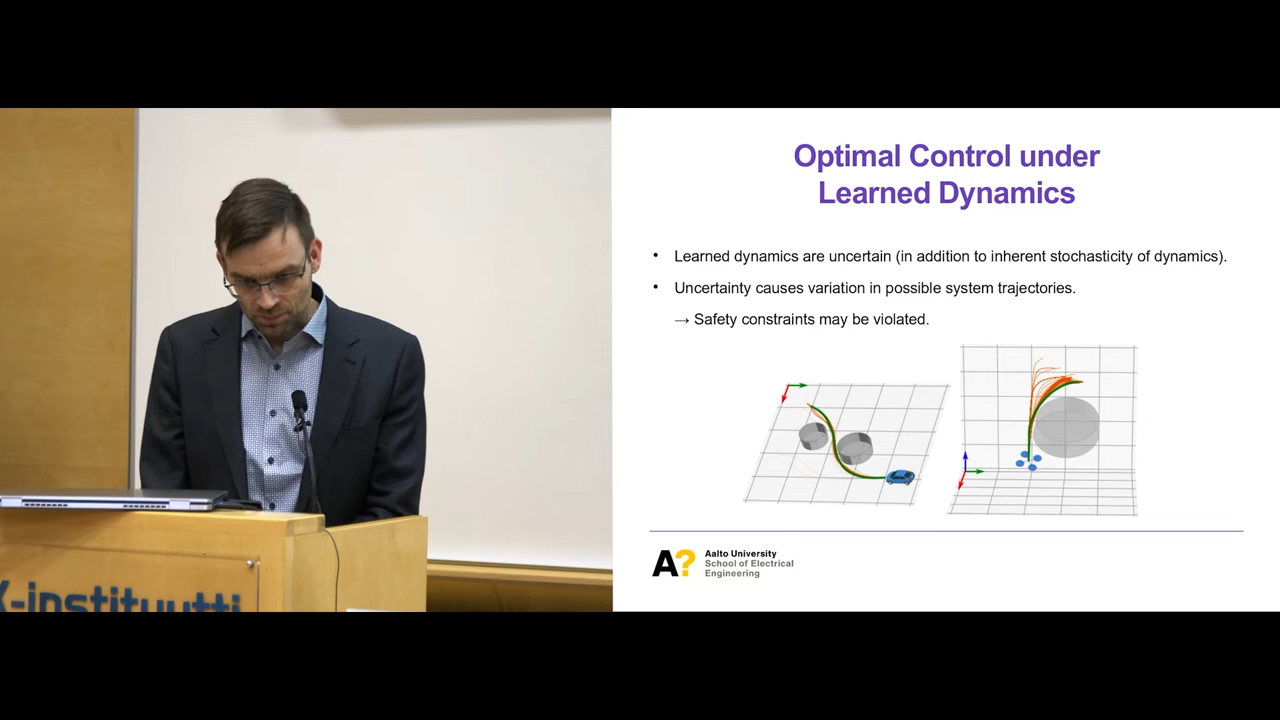 Optimal Control under
Learned Dynamics
• Learned dynamics are uncertain (in addition to inherent stochasticity of dynamics).
• Uncertainty causes variation in possible system trajectories.
→ Safety constraints may be violated.
A?
Aalto University
School of Electrical
Engineering
K-instituutti